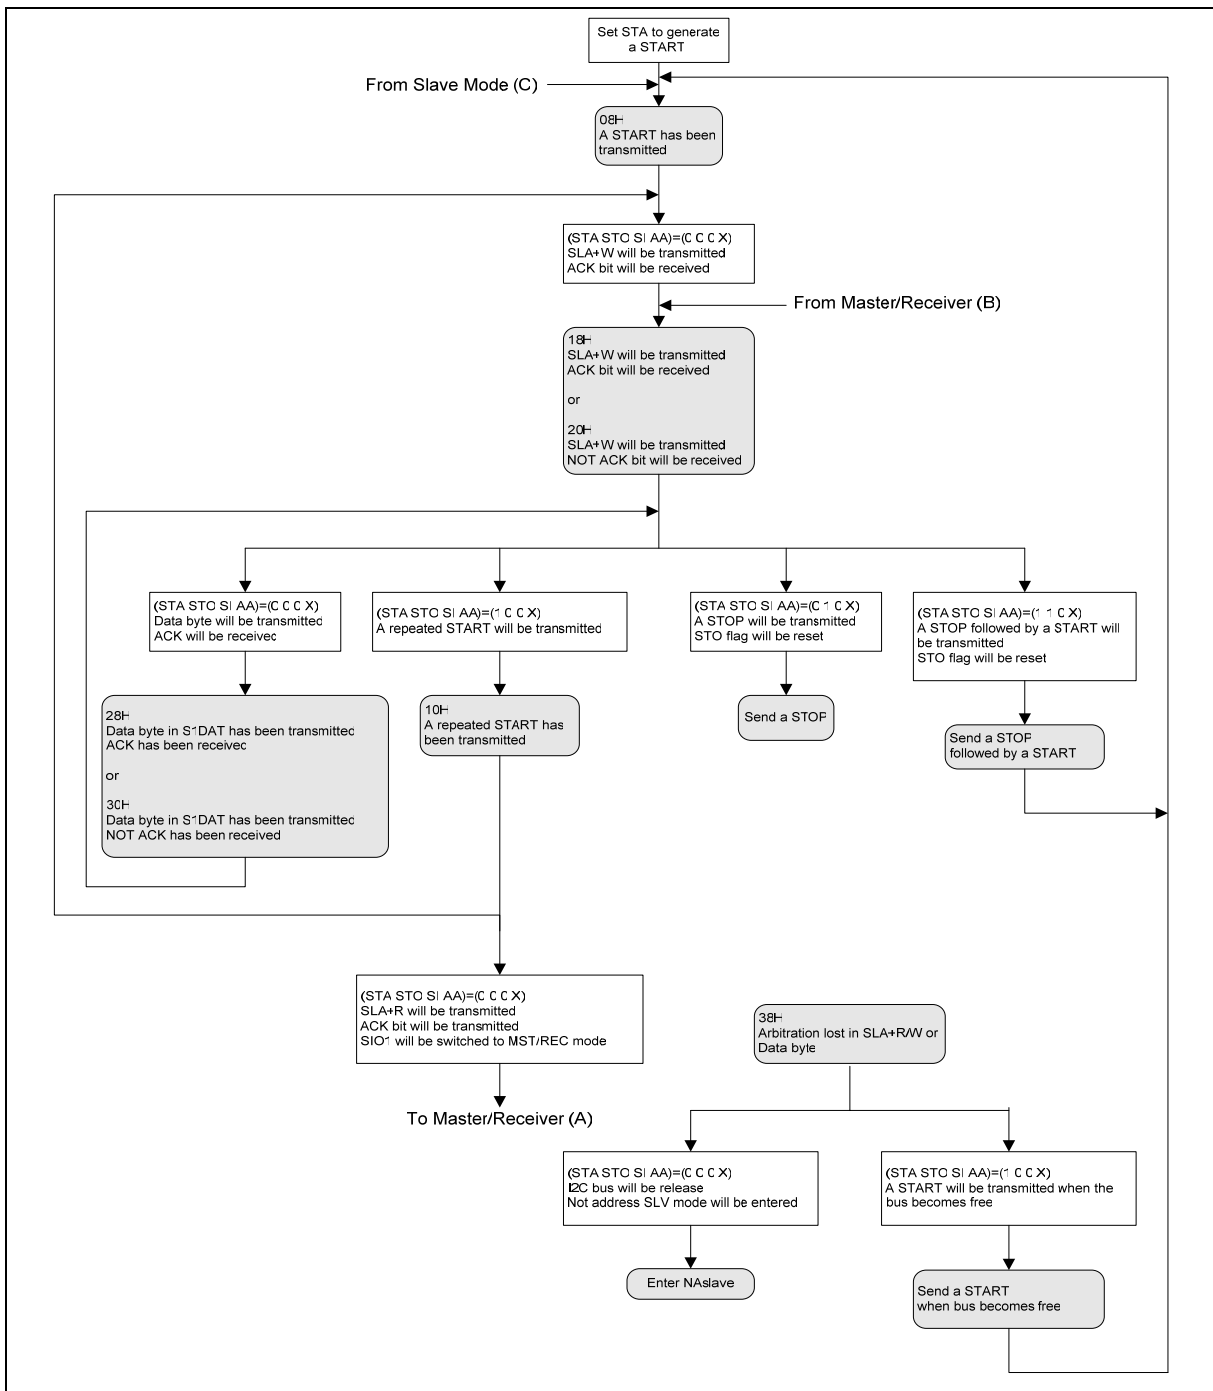 Set STA to generate
a START
From Slave Mode (C)
08H
A START has been
transmitted
(STA STO SI AA)=(0 0 0 X)
SLA+W will be transmitted
ACK bit will be received
From Master/Receiver (B)
18H
SLA+W will be transmitted
ACK bit will be received
or
20H
SLA+W will be transmitted
NOT ACK bit will be received
(STA STO SI AA)=(0 0 0 X)
Data byte will be transmitted
ACK will be received
(STA STO SI AA)=(1 0 0 X)
A repeated START will be transmitted
(STA STO SI AA)=(0 1 0 X)
A STOP will be transmitted
STO flag will be reset
(STA STO SI AA)=(1 1 0 X)
A STOP followed by a START will
be transmitted
STO flag will be reset
28H
Data byte in S1DAT has been transmitted
ACK has been received
or
30H
Data byte in S1DAT has been transmitted
NOT ACK has been received
10H
A repeated START has
been transmitted
Send a STOP
Send a STOP
followed by a START
(STA STO SI AA)=(0 0 0 X)
SLA+R will be transmitted
ACK bit will be transmitted
SIO1 will be switched to MST/REC mode
To Master/Receiver (A)
38H
Arbitration lost in SLA+R/W or
Data byte
(STA STO SI AA)=(0 0 0 X)
I2C bus will be release
Not address SLV mode will be entered
(STA STO SI AA)=(1 0 0 X)
A START will be transmitted when the
bus becomes free
Enter NAslave
Send a START
when bus becomes free